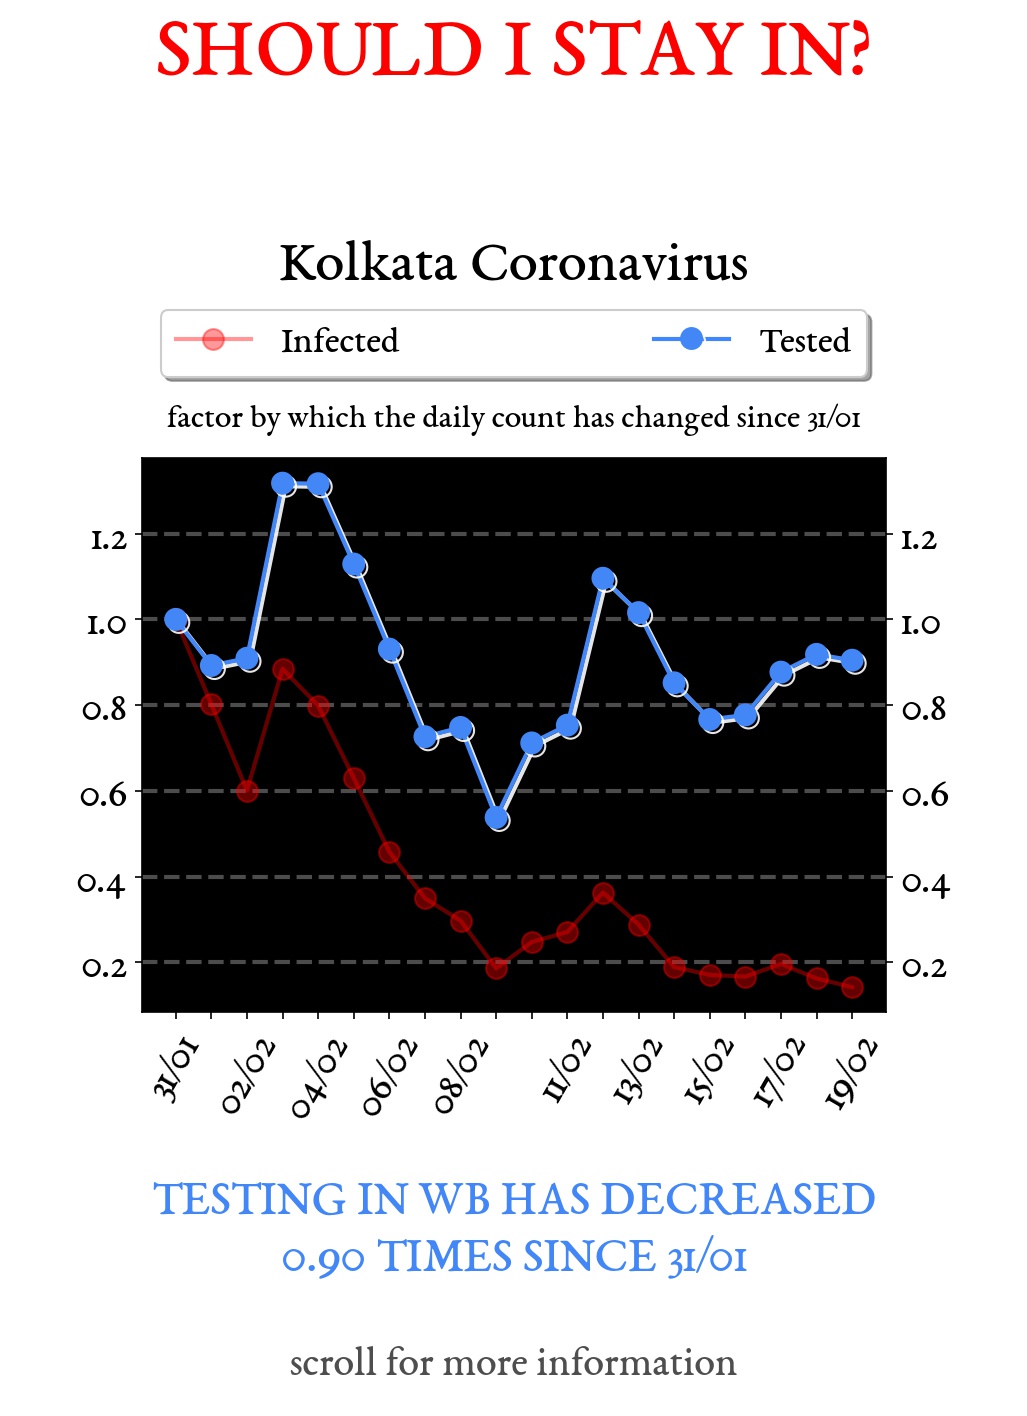 SHOULD I STAY IN?
Kolkata Coronavirus
Infected Tested
factor by which the daily count has changed since 31/01
1.2 1.2
1.0 1.0
0.8 0.8
0.6 0.6
0.4 0.4
0.2 0.2
31/01 02/02 04/02 06/02 08/02 11/02 13/02 15/02 17/02 19/02
TESTING IN WB HAS DECREASED
0.90 TIMES SINCE 31/01
scroll for more information